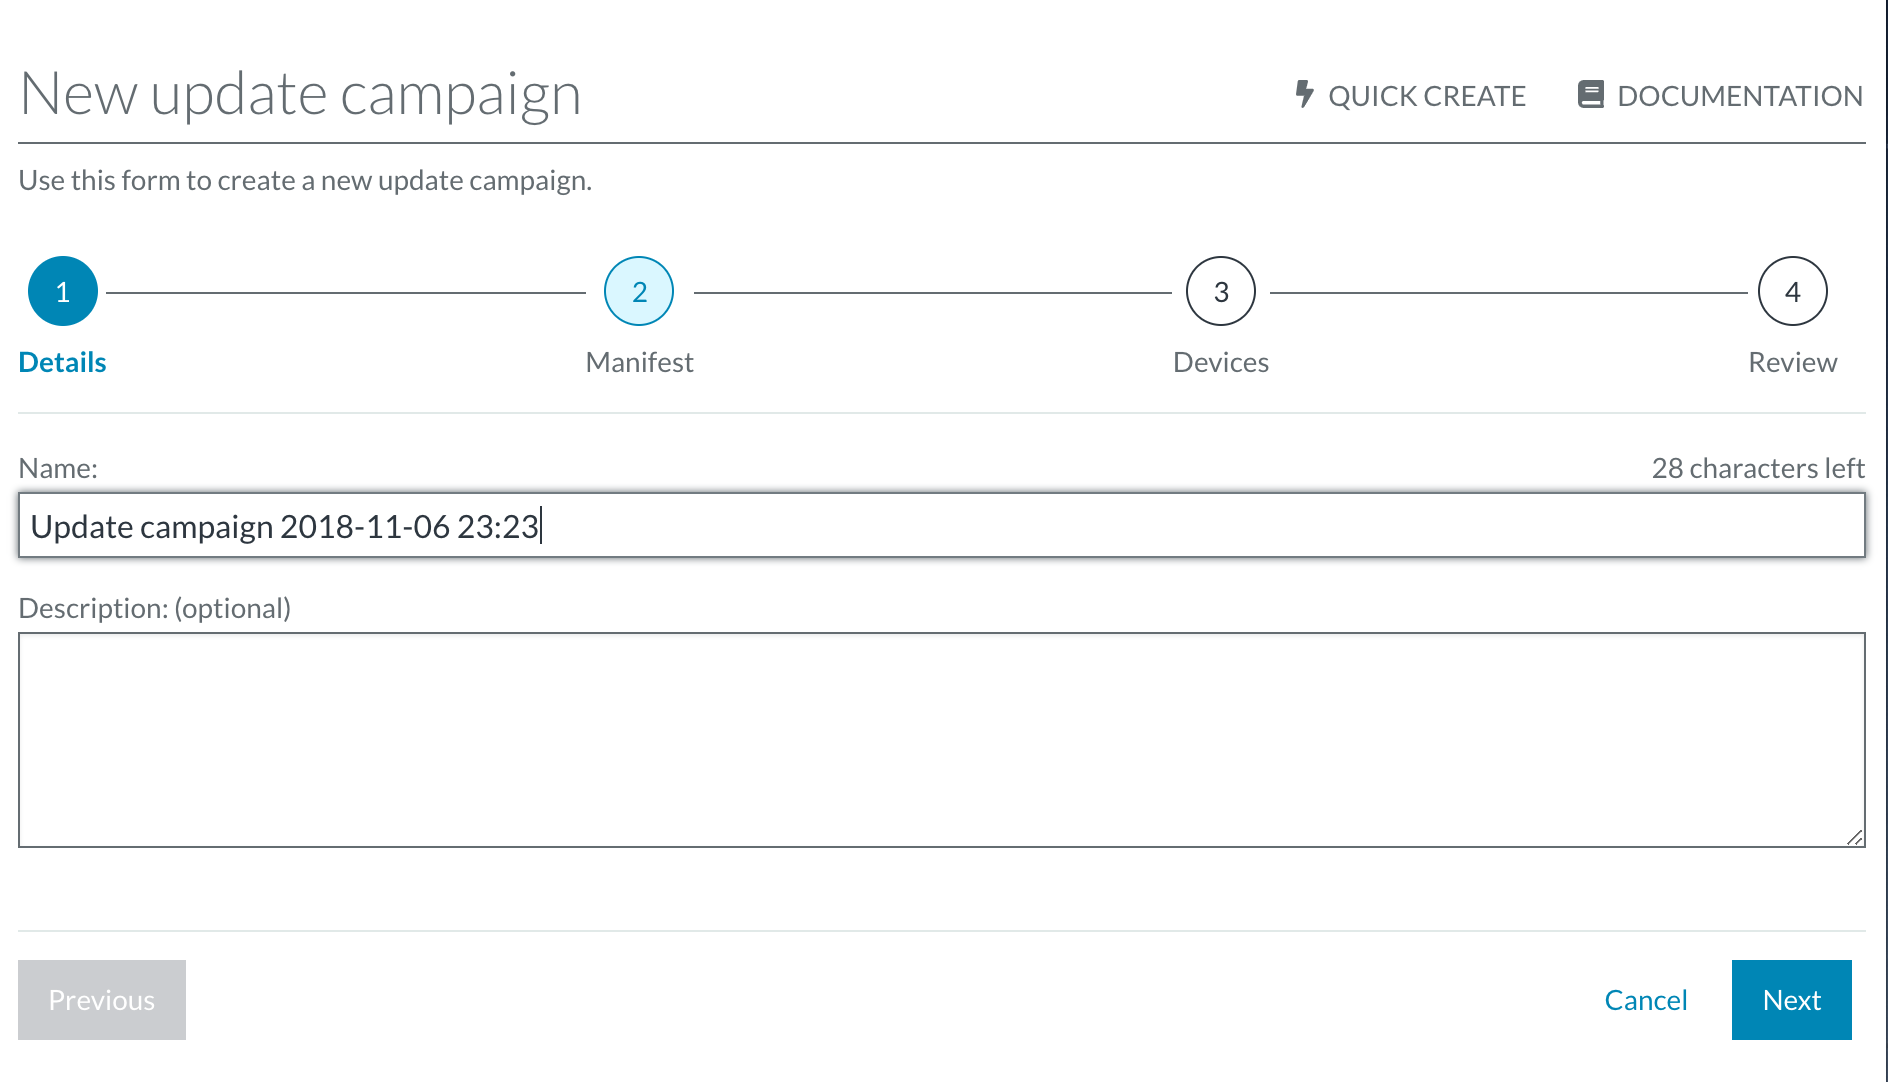 New update campaign
QUICK CREATE
DOCUMENTATION
Use this form to create a new update campaign.
1
2
3
4
Details
Manifest
Devices
Review
Name:
28 characters left
Update campaign 2018-11-06 23:23
Description: (optional)
Previous
Cancel
Next